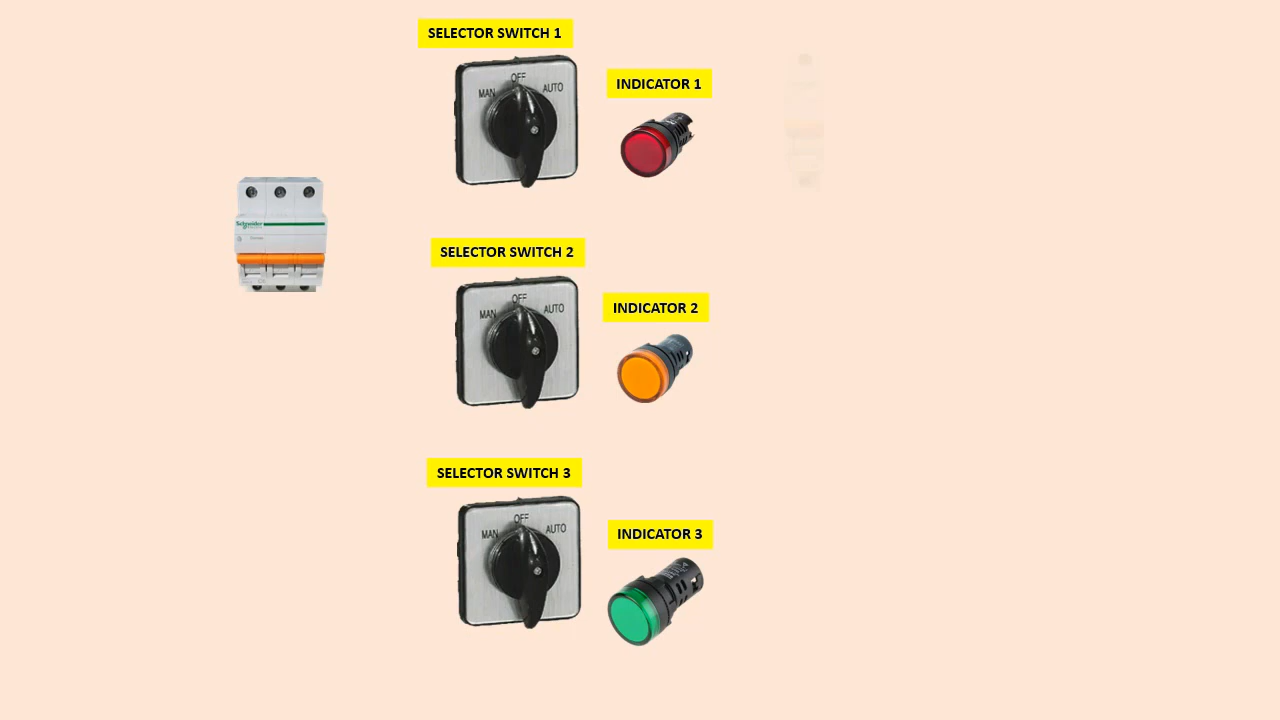 SELECTOR SWITCH 1
OFF
MAN
AUTO
INDICATOR 1
Schneider
SELECTOR SWITCH 2
OFF
MAN
AUTO
INDICATOR 2
SELECTOR SWITCH 3
OFF
MAN
AUTO
INDICATOR 3